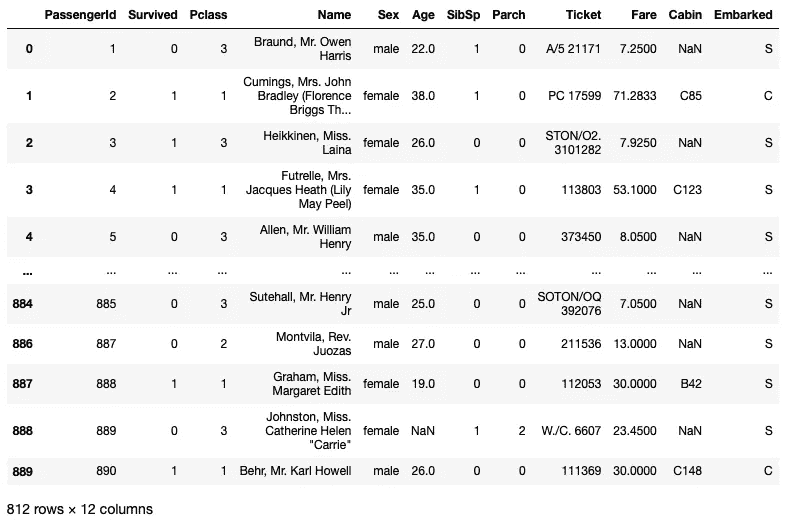 PassengerId Survived Pclass Name Sex Age SibSp Parch Ticket Fare Cabin Embarked
0 1 0 3 Braund, Mr. Owen Harris male 22.0 1 0 A/5 21171 7.2500 NaN S
1 2 1 1 Cumings, Mrs. John Bradley (Florence Briggs Th... female 38.0 1 0 PC 17599 71.2833 C85 C
2 3 1 3 Heikkinen, Miss. Laina female 26.0 0 0 STON/O2. 3101282 7.9250 NaN S
3 4 1 1 Futrelle, Mrs. Jacques Heath (Lily May Peel) female 35.0 1 0 113803 53.1000 C123 S
4 5 0 3 Allen, Mr. William Henry male 35.0 0 0 373450 8.0500 NaN S
... ... ... ... ... ... ... ... ... ... ... ... ...
884 885 0 3 Sutehall, Mr. Henry Jr male 25.0 0 0 SOTON/OQ 392076 7.0500 NaN S
886 887 0 2 Montvila, Rev. Juozas male 27.0 0 0 211536 13.0000 NaN S
887 888 1 1 Graham, Miss. Margaret Edith female 19.0 0 0 112053 30.0000 B42 S
888 889 0 3 Johnston, Miss. Catherine Helen "Carrie" female NaN 1 2 W./C. 6607 23.4500 NaN S
889 890 1 1 Behr, Mr. Karl Howell male 26.0 0 0 111369 30.0000 C148 C
812 rows × 12 columns